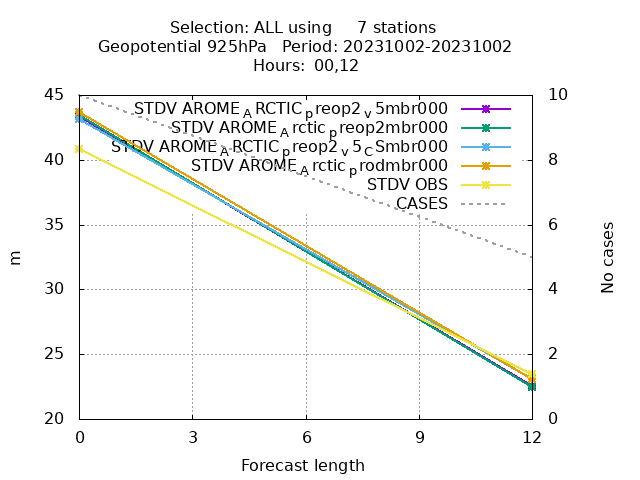 Selection: ALL using     7 stations
Geopotential 925hPa   Period: 20231002-20231002
Hours:  00,12
45 10
STDV AROME_ARCTIC_preop2_v5mbr000
STDV AROME_Arctic_preop2mbr000
STDV AROME_ARCTIC_preop2_v5_CSmbr000
40 8
STDV AROME_Arctic_prodmbr000
STDV OBS
CASES
35 6
m
No cases
30 4
25 2
20 0
0 3 6 9 12
Forecast length